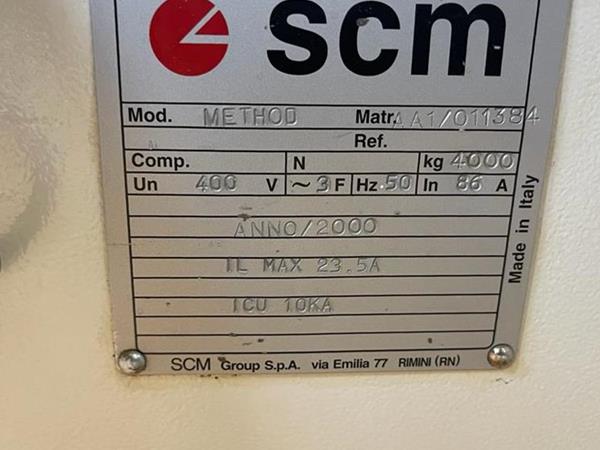 scm
Mod. METHOD Matr. AA1/011384
Ref.
Comp. N kg 4000
Un 400 V ~ 3 F Hz 50 In 86 A
ANNO/2000
IL MAX 23.5A
ICU 10KA
SCM Group S.p.A. via Emilia 77 RIMINI (RN)
Made in Italy